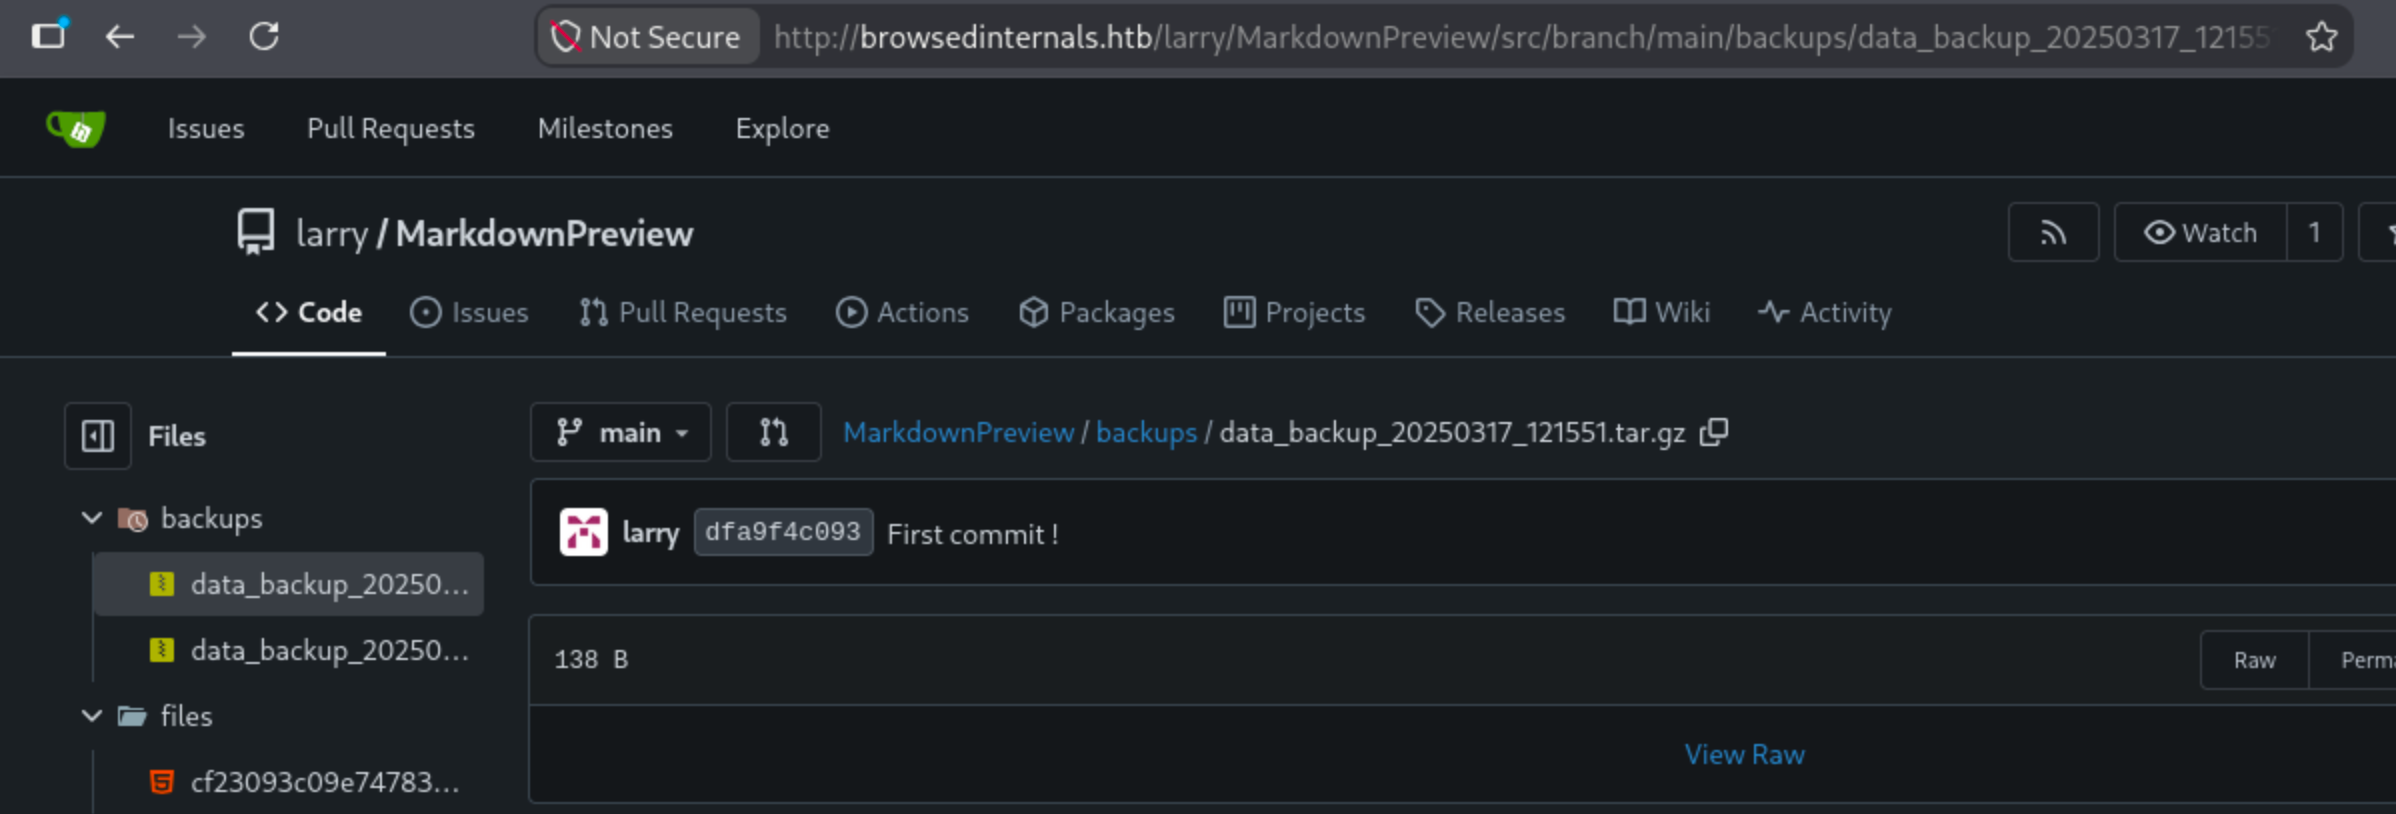 Not Secure http://browsedinternals.htb/larry/MarkdownPreview/src/branch/main/backups/data_backup_20250317_12155
Issues Pull Requests Milestones Explore
larry / MarkdownPreview
Watch 1
Code Issues Pull Requests Actions Packages Projects Releases Wiki Activity
Files
main MarkdownPreview / backups / data_backup_20250317_121551.tar.gz
backups
larry dfa9f4c093 First commit !
data_backup_20250...
data_backup_20250...
138 B
Raw Perma
files
View Raw
cf23093c09e74783...